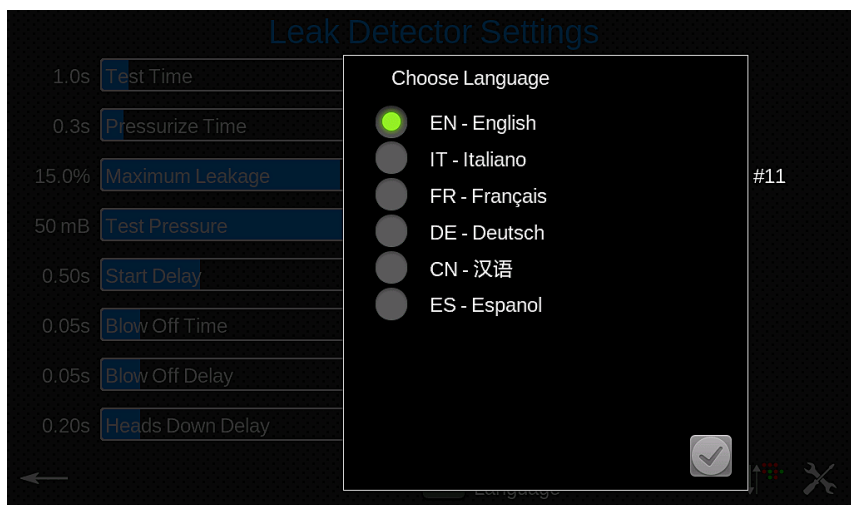 Leak Detector Settings
1.0s Test Time
0.3s Pressurize Time
15.0% Maximum Leakage
50 mB Test Pressure
0.50s Start Delay
0.05s Blow Off Time
0.05s Blow Off Delay
0.20s Heads Down Delay
Choose Language
EN - English
IT - Italiano
FR - Français
DE - Deutsch
CN - 汉语
ES - Espanol
#11
Language